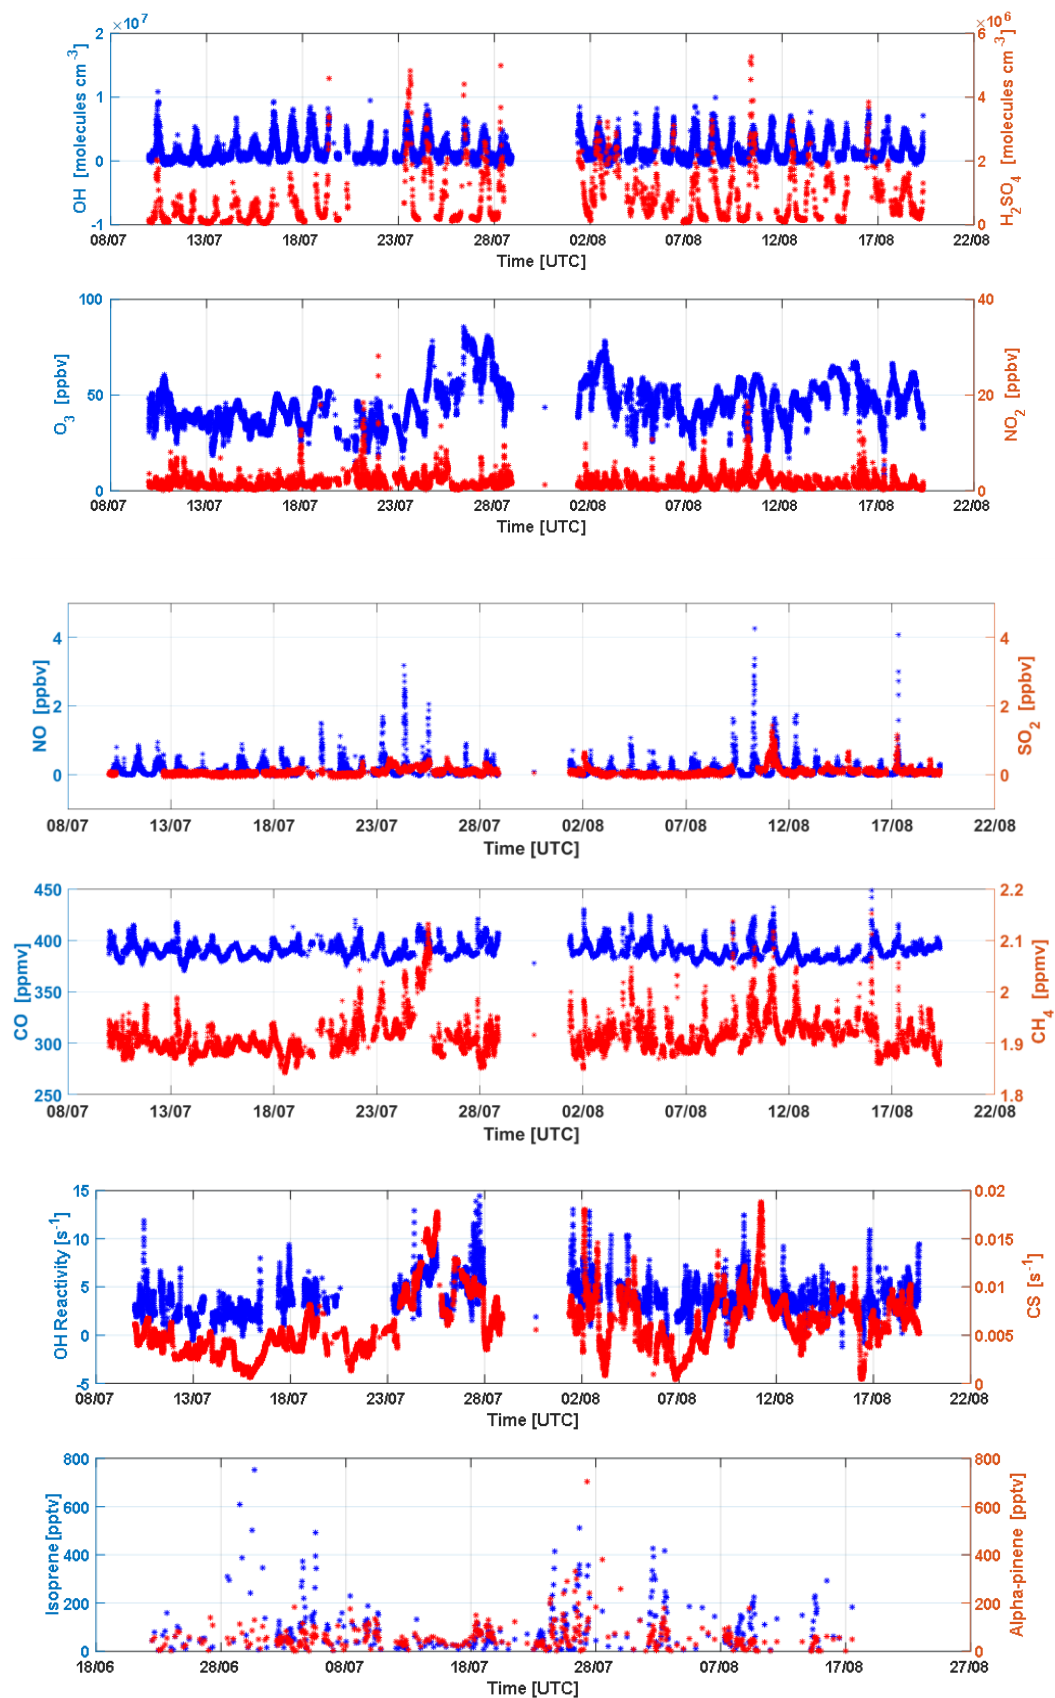 ×10⁷ ×10⁶
2 6
1 4
0 2
-1 0
OH [molecules cm⁻³]
H₂SO₄ [molecules cm⁻³]
08/07 13/07 18/07 23/07 28/07 02/08 07/08 12/08 17/08 22/08
Time [UTC]
100 40
50 20
0 0
O₃ [ppbv]
NO₂ [ppbv]
08/07 13/07 18/07 23/07 28/07 02/08 07/08 12/08 17/08 22/08
Time [UTC]
4 4
2 2
0 0
NO [ppbv]
SO₂ [ppbv]
08/07 13/07 18/07 23/07 28/07 02/08 07/08 12/08 17/08 22/08
Time [UTC]
450 2.2
400 2.1
350 2
300 1.9
250 1.8
CO [ppmv]
CH₄ [ppmv]
08/07 13/07 18/07 23/07 28/07 02/08 07/08 12/08 17/08 22/08
Time [UTC]
15 0.02
10 0.015
5 0.01
0 0.005
-5 0
OH Reactivity [s⁻¹]
CS [s⁻¹]
08/07 13/07 18/07 23/07 28/07 02/08 07/08 12/08 17/08 22/08
Time [UTC]
800 800
600 600
400 400
200 200
0 0
Isoprene [pptv]
Alpha-pinene [pptv]
18/06 28/06 08/07 18/07 28/07 07/08 17/08 27/08
Time [UTC]